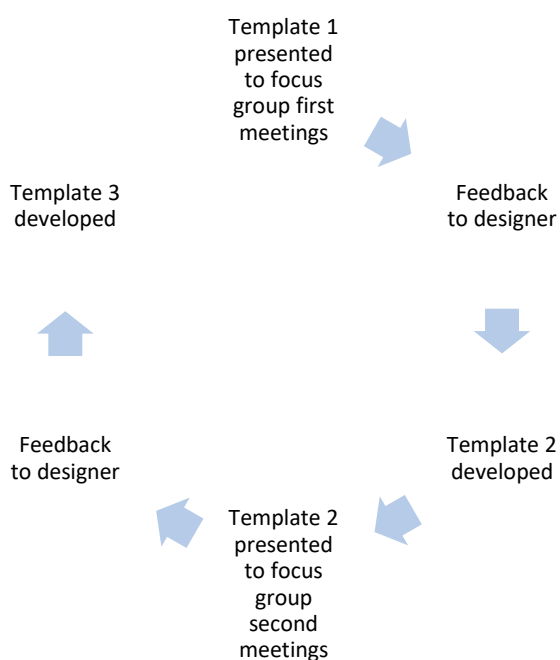 Template 1
presented
to focus
group first
meetings
Feedback
to designer
Template 2
developed
Template 2
presented
to focus
group
second
meetings
Feedback
to designer
Template 3
developed